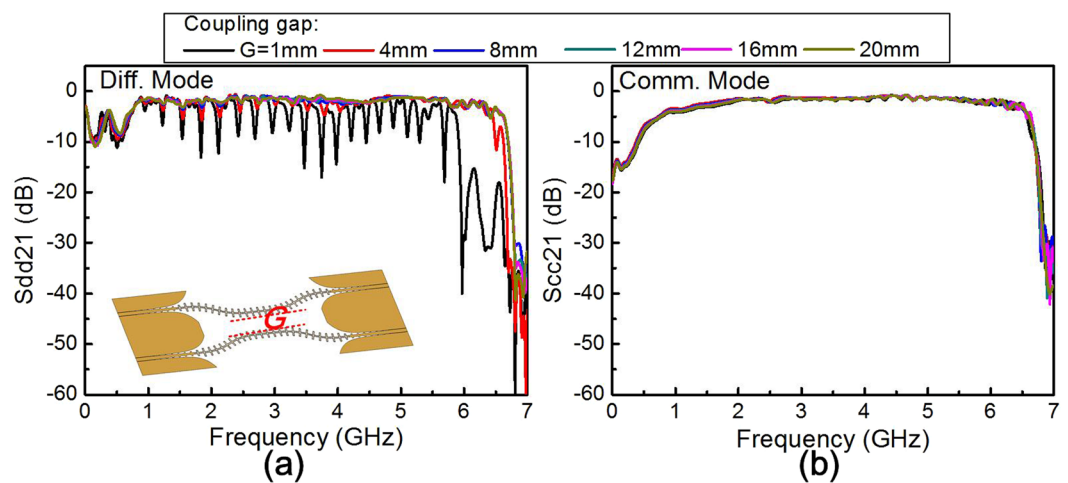 Coupling gap:
G=1mm 4mm 8mm 12mm 16mm 20mm
Diff. Mode
Comm. Mode
0
-10
-20
-30
-40
-50
-60
Sdd21 (dB)
G
0 1 2 3 4 5 6 7
Frequency (GHz)
(a)
0
-10
-20
-30
-40
-50
-60
Scc21 (dB)
0 1 2 3 4 5 6 7
Frequency (GHz)
(b)